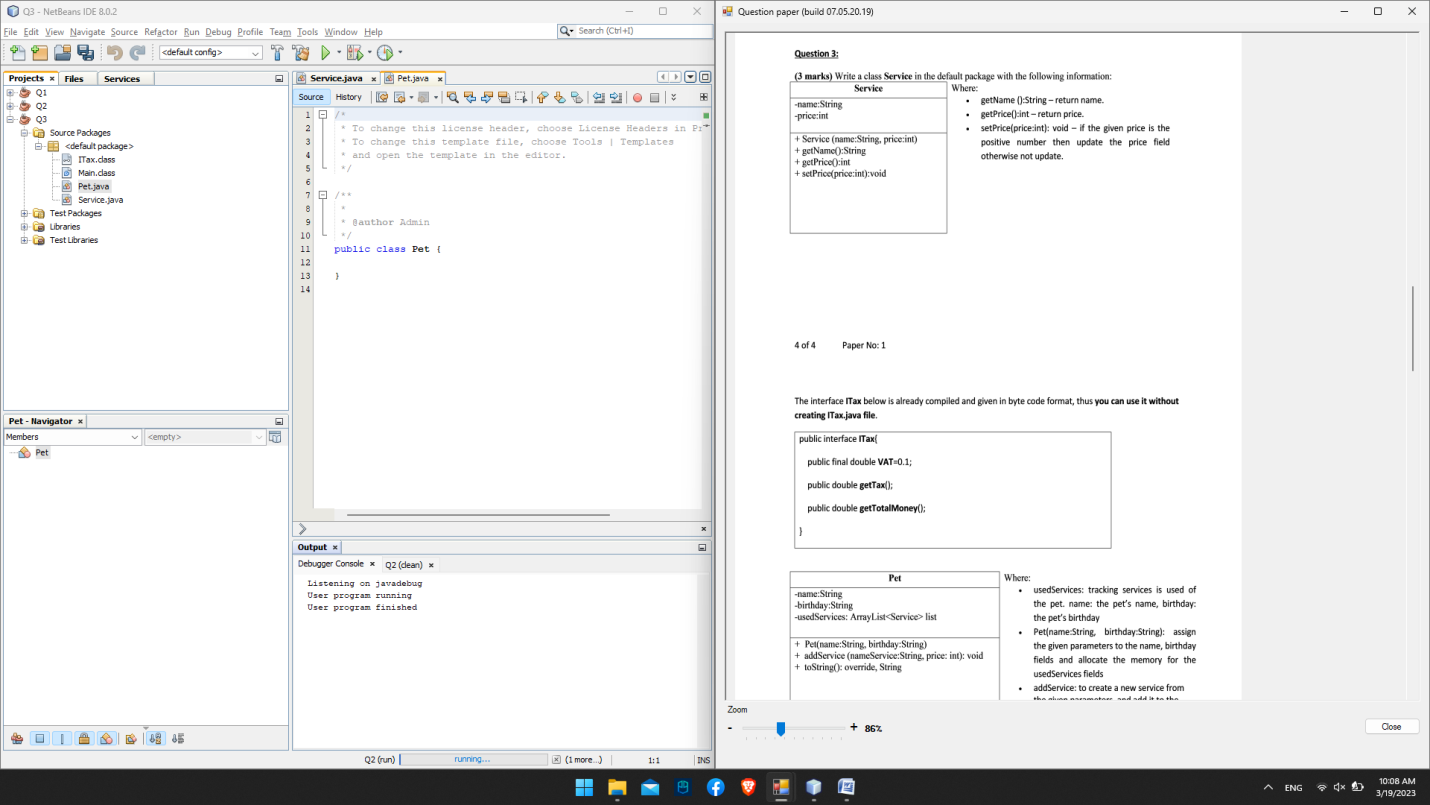 Q3 - NetBeans IDE 8.0.2
File Edit View Navigate Source Refactor Run Debug Profile Team Tools Window Help
Search (Ctrl+I)
<default config>
Projects Files Services
Q1
Q2
Q3
Source Packages
<default package>
ITax.class
Main.class
Pet.java
Service.java
Test Packages
Libraries
Test Libraries
Pet - Navigator
Members
<empty>
Pet
Service.java Pet.java
Source History
1 /*
2 * To change this license header, choose License Headers in Pr
3 * To change this template file, choose Tools | Templates
4 * and open the template in the editor.
5 */
6
7 /**
8 *
9 * @author Admin
10 */
11 public class Pet {
12
13 }
14
Output
Debugger Console Q2 (clean)
Listening on javadebug
User program running
User program finished
Q2 (run) running... (1 more...) 1:1 INS
Question paper (build 07.05.20.19)
Question 3:
(3 marks) Write a class Service in the default package with the following information:
Service
-name:String
-price:int
+ Service (name:String, price:int)
+ getName():String
+ getPrice():int
+ setPrice(price:int):void
Where:
• getName ():String – return name.
• getPrice():int – return price.
• setPrice(price:int): void – if the given price is the
positive number then update the price field
otherwise not update.
4 of 4 Paper No: 1
The interface ITax below is already compiled and given in byte code format, thus you can use it without
creating ITax.java file.
public interface ITax{
public final double VAT=0.1;
public double getTax();
public double getTotalMoney();
}
Pet
-name:String
-birthday:String
-usedServices: ArrayList<Service> list
+ Pet(name:String, birthday:String)
+ addService (nameService:String, price: int): void
+ toString(): override, String
Where:
• usedServices: tracking services is used of
the pet. name: the pet's name, birthday:
the pet's birthday
• Pet(name:String, birthday:String): assign
the given parameters to the name, birthday
fields and allocate the memory for the
usedServices fields
• addService: to create a new service from
the given parameters, and add it to the
Zoom
- + 86%
Close
ENG
10:08 AM
3/19/2023